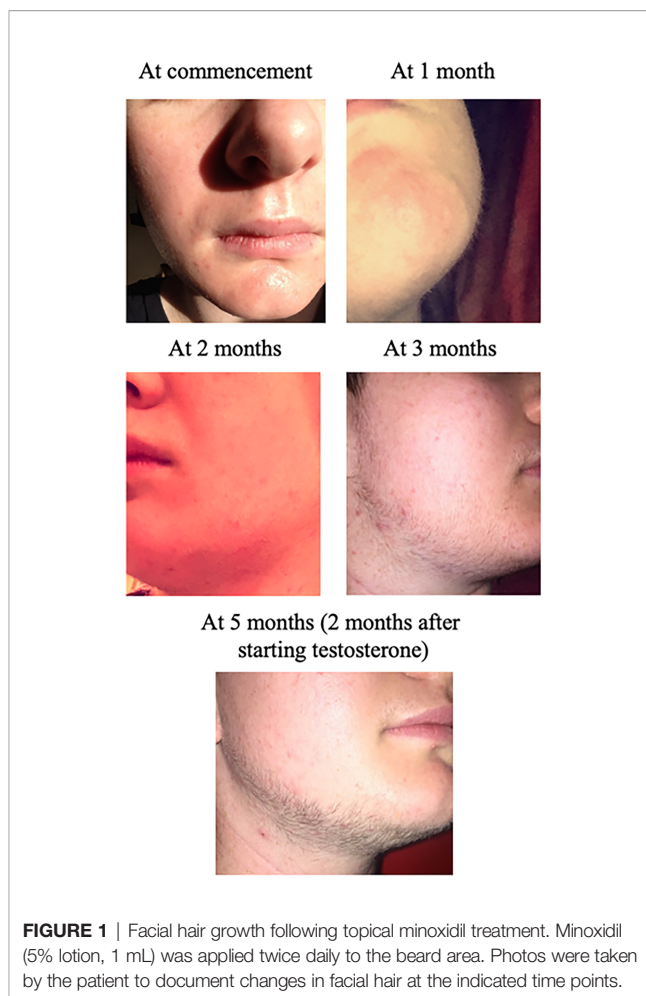 At commencement
At 1 month
At 2 months
At 3 months
At 5 months (2 months after
starting testosterone)
FIGURE 1 | Facial hair growth following topical minoxidil treatment. Minoxidil
(5% lotion, 1 mL) was applied twice daily to the beard area. Photos were taken
by the patient to document changes in facial hair at the indicated time points.